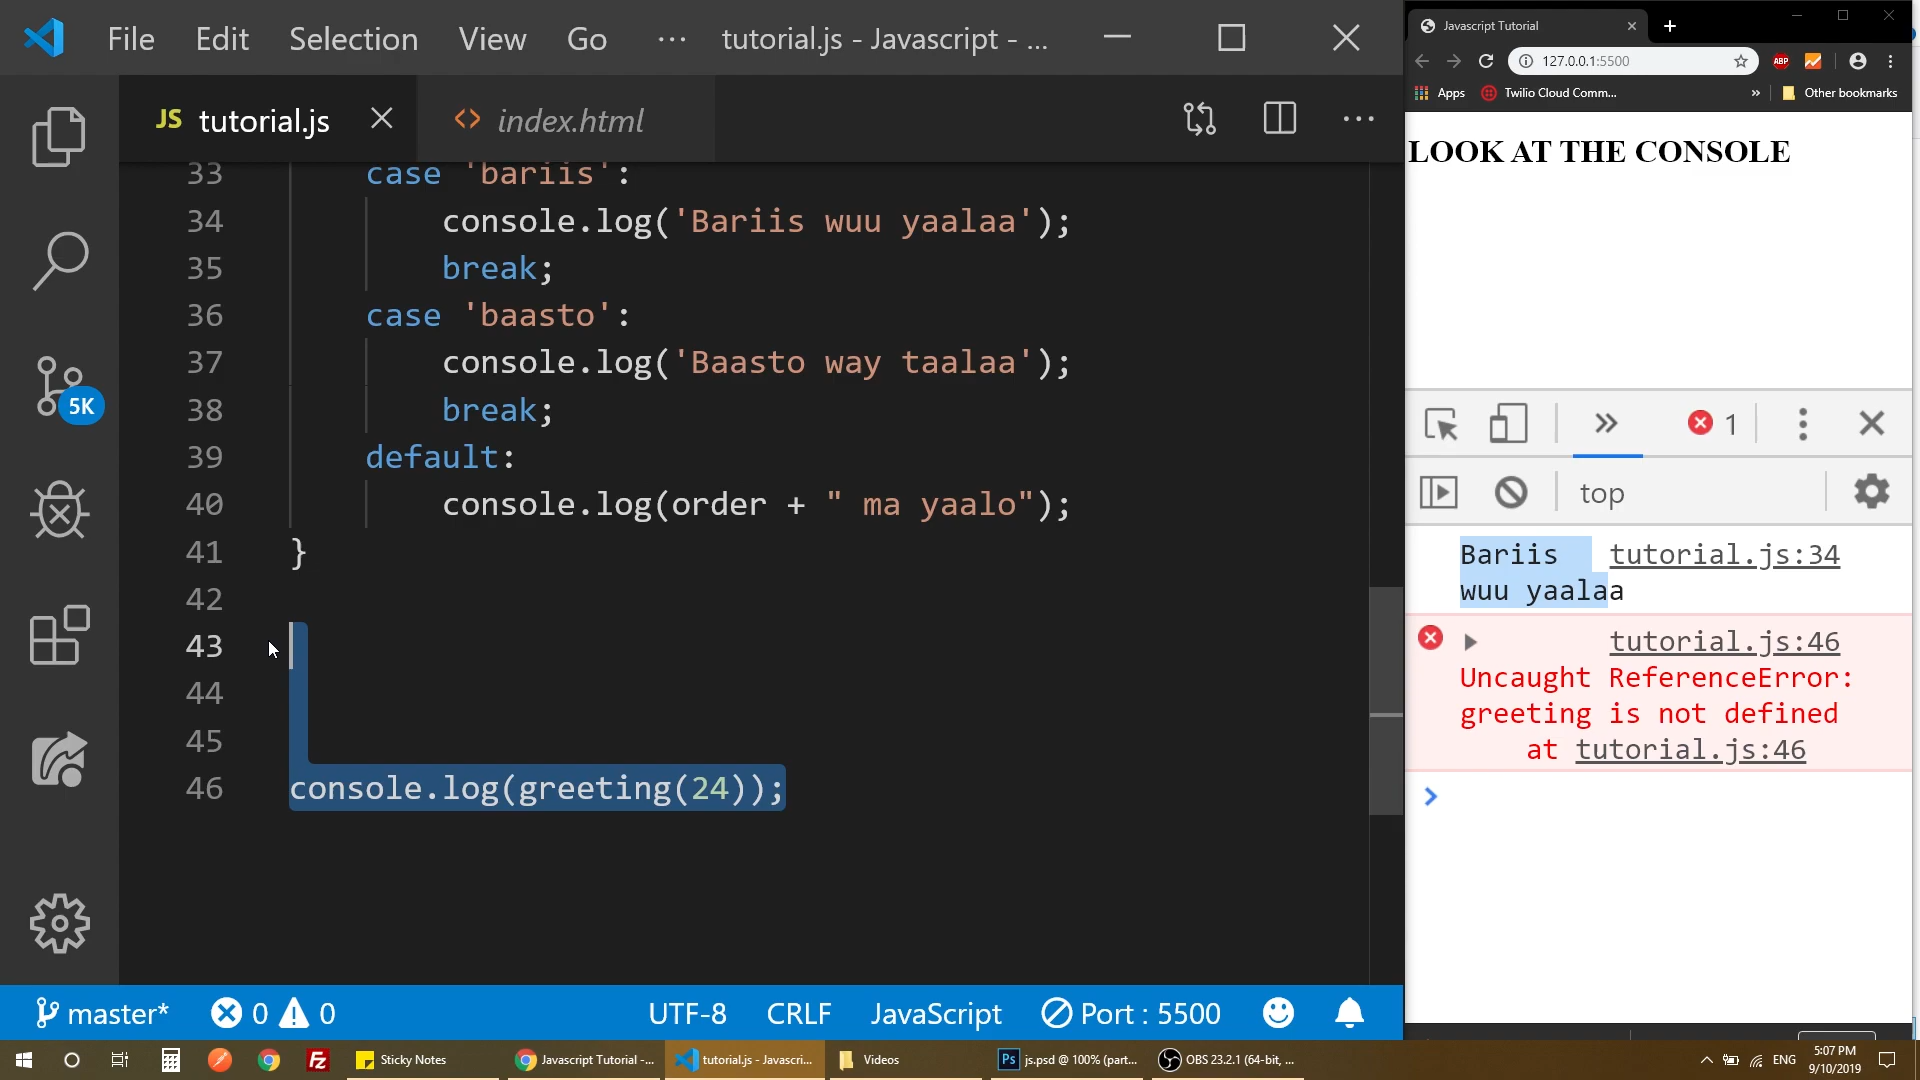 File Edit Selection View Go ... tutorial.js - Javascript - ...
JS tutorial.js index.html
33 case 'bariis':
34 console.log('Bariis wuu yaalaa');
35 break;
36 case 'baasto':
37 console.log('Baasto way taalaa');
38 break;
39 default:
40 console.log(order + " ma yaalo");
41 }
42
43
44
45
46 console.log(greeting(24));
5K
master* 0 0 UTF-8 CRLF JavaScript Port : 5500
Javascript Tutorial
127.0.0.1:5500 ABP
Apps Twilio Cloud Comm... » Other bookmarks
LOOK AT THE CONSOLE
1
top
Bariis tutorial.js:34
wuu yaalaa
tutorial.js:46
Uncaught ReferenceError:
greeting is not defined
at tutorial.js:46
Fz Sticky Notes Javascript Tutorial -... tutorial.js - Javascri... Videos Ps js.psd @ 100% (part... OBS 23.2.1 (64-bit, ... ENG 5:07 PM
9/10/2019